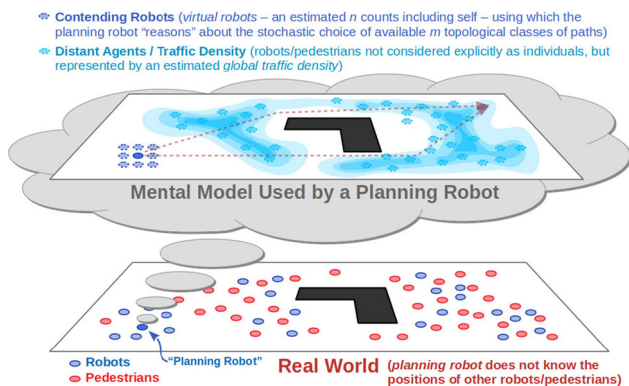 Contending Robots (virtual robots – an estimated n counts including self – using which the
planning robot “reasons” about the stochastic choice of available m topological classes of paths)
Distant Agents / Traffic Density (robots/pedestrians not considered explicitly as individuals, but
represented by an estimated global traffic density)
Mental Model Used by a Planning Robot
Robots
“Planning Robot”
Pedestrians
Real World
(planning robot does not know the
positions of other robots/pedestrians)